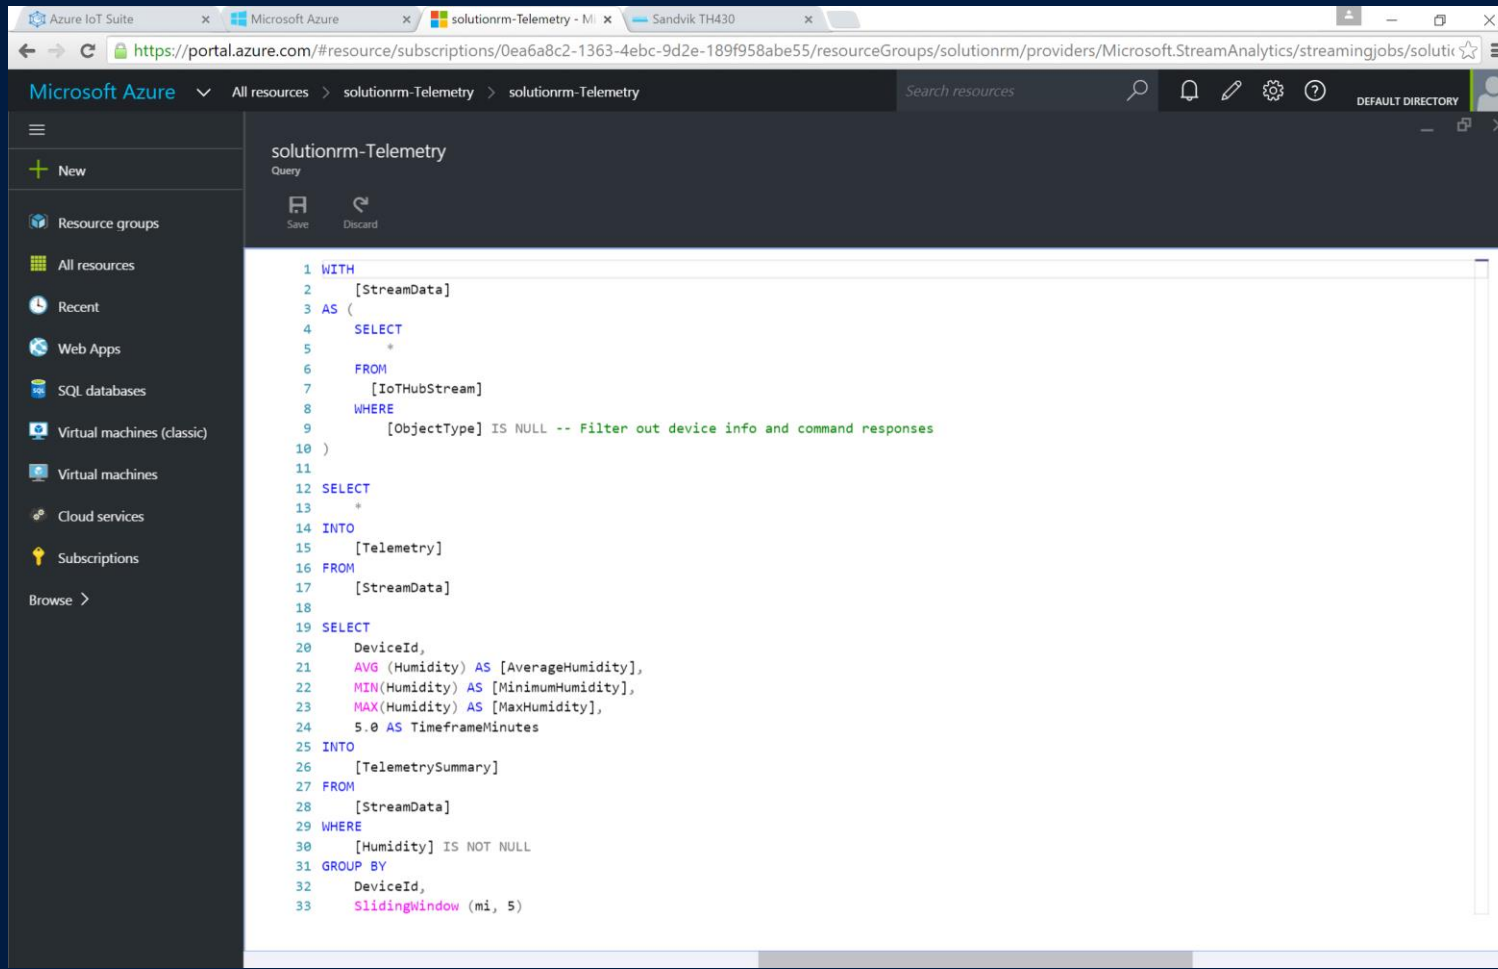 Azure IoT Suite
Microsoft Azure
solutionrm-Telemetry - Mi
Sandvik TH430
https://portal.azure.com/#resource/subscriptions/0ea6a8c2-1363-4ebc-9d2e-189f958abe55/resourceGroups/solutionrm/providers/Microsoft.StreamAnalytics/streamingjobs/solutic
Microsoft Azure All resources > solutionrm-Telemetry > solutionrm-Telemetry
Search resources
DEFAULT DIRECTORY
New
Resource groups
All resources
Recent
Web Apps
SQL databases
Virtual machines (classic)
Virtual machines
Cloud services
Subscriptions
Browse >
solutionrm-Telemetry
Query
Save Discard
1 WITH
2 [StreamData]
3 AS (
4 SELECT
5 *
6 FROM
7 [IoTHubStream]
8 WHERE
9 [ObjectType] IS NULL -- Filter out device info and command responses
10 )
11
12 SELECT
13 *
14 INTO
15 [Telemetry]
16 FROM
17 [StreamData]
18
19 SELECT
20 DeviceId,
21 AVG (Humidity) AS [AverageHumidity],
22 MIN(Humidity) AS [MinimumHumidity],
23 MAX(Humidity) AS [MaxHumidity],
24 5.0 AS TimeframeMinutes
25 INTO
26 [TelemetrySummary]
27 FROM
28 [StreamData]
29 WHERE
30 [Humidity] IS NOT NULL
31 GROUP BY
32 DeviceId,
33 SlidingWindow (mi, 5)